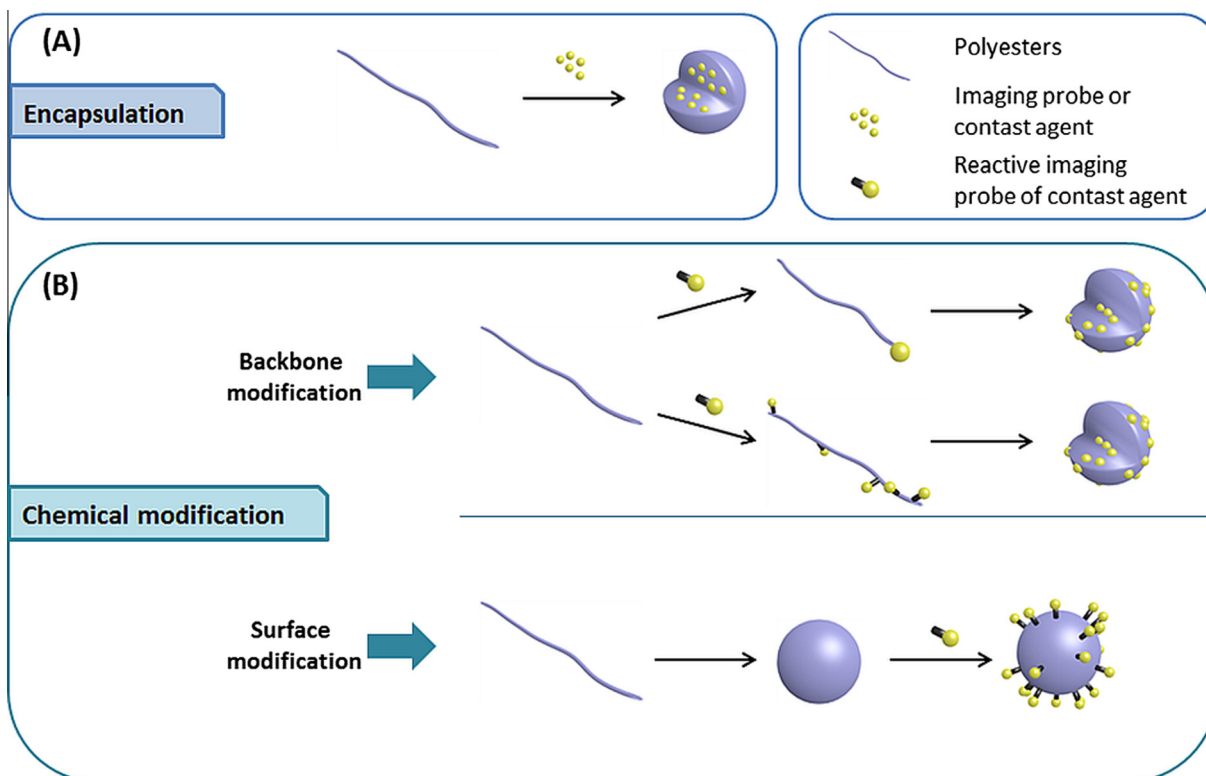 (A)
Encapsulation
Polyesters
Imaging probe or
contast agent
Reactive imaging
probe of contast agent
(B)
Backbone
modification
Chemical modification
Surface
modification